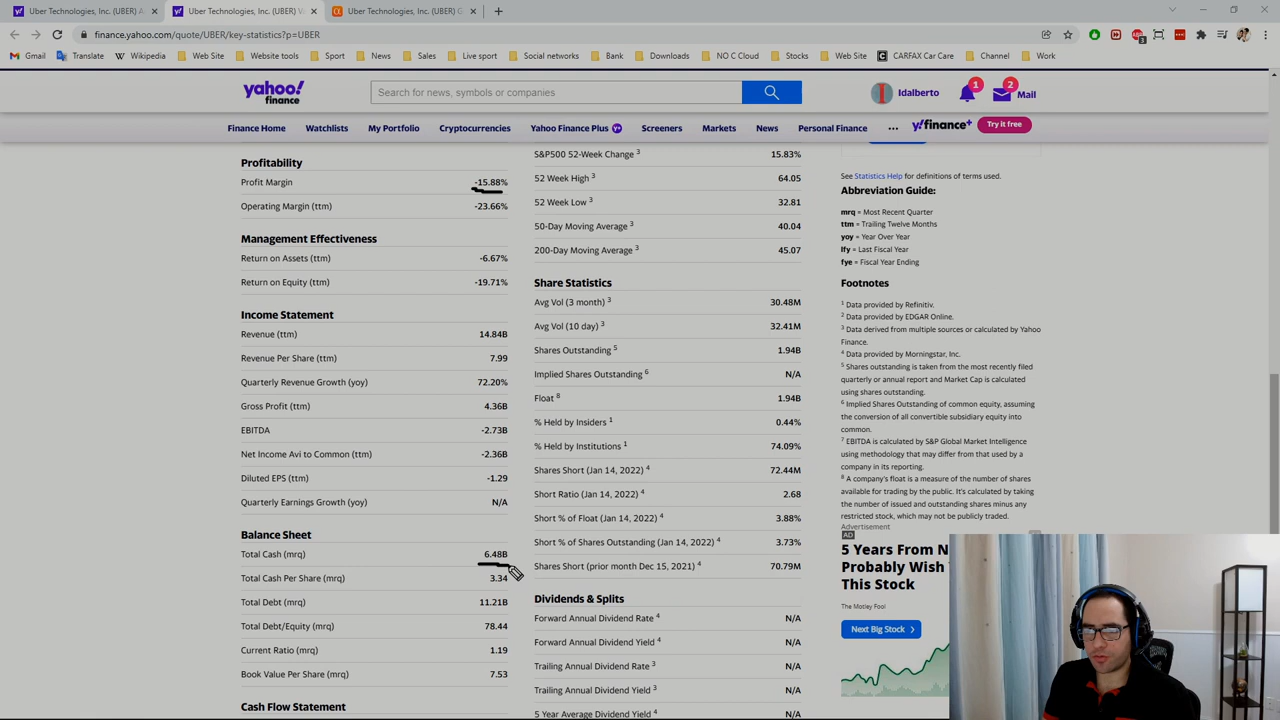 Uber Technologies, Inc. (UBER) A
Uber Technologies, Inc. (UBER) V
Uber Technologies, Inc. (UBER) G
finance.yahoo.com/quote/UBER/key-statistics?p=UBER
Gmail Translate Wikipedia Web Site Website tools Sport News Sales Live sport Social networks Bank Downloads NO C Cloud Stocks Web Site CARFAX Car Care Channel Work
yahoo!
finance
Search for news, symbols or companies
Idalberto
1
2
Mail
Finance Home Watchlists My Portfolio Cryptocurrencies Yahoo Finance Plus Screeners Markets News Personal Finance ... y!finance+ Try it free
Profitability
Profit Margin -15.88%
Operating Margin (ttm) -23.66%
Management Effectiveness
Return on Assets (ttm) -6.67%
Return on Equity (ttm) -19.71%
Income Statement
Revenue (ttm) 14.84B
Revenue Per Share (ttm) 7.99
Quarterly Revenue Growth (yoy) 72.20%
Gross Profit (ttm) 4.36B
EBITDA -2.73B
Net Income Avi to Common (ttm) -2.36B
Diluted EPS (ttm) -1.29
Quarterly Earnings Growth (yoy) N/A
Balance Sheet
Total Cash (mrq) 6.48B
Total Cash Per Share (mrq) 3.34
Total Debt (mrq) 11.21B
Total Debt/Equity (mrq) 78.44
Current Ratio (mrq) 1.19
Book Value Per Share (mrq) 7.53
Cash Flow Statement
S&P500 52-Week Change 3 15.83%
52 Week High 3 64.05
52 Week Low 3 32.81
50-Day Moving Average 3 40.04
200-Day Moving Average 3 45.07
Share Statistics
Avg Vol (3 month) 3 30.48M
Avg Vol (10 day) 3 32.41M
Shares Outstanding 5 1.94B
Implied Shares Outstanding 6 N/A
Float 8 1.94B
% Held by Insiders 1 0.44%
% Held by Institutions 1 74.09%
Shares Short (Jan 14, 2022) 4 72.44M
Short Ratio (Jan 14, 2022) 4 2.68
Short % of Float (Jan 14, 2022) 4 3.88%
Short % of Shares Outstanding (Jan 14, 2022) 4 3.73%
Shares Short (prior month Dec 15, 2021) 4 70.79M
Dividends & Splits
Forward Annual Dividend Rate 4 N/A
Forward Annual Dividend Yield 4 N/A
Trailing Annual Dividend Rate 3 N/A
Trailing Annual Dividend Yield 3 N/A
5 Year Average Dividend Yield 4 N/A
See Statistics Help for definitions of terms used.
Abbreviation Guide:
mrq = Most Recent Quarter
ttm = Trailing Twelve Months
yoy = Year Over Year
lfy = Last Fiscal Year
fye = Fiscal Year Ending
Footnotes
1 Data provided by Refinitiv.
2 Data provided by EDGAR Online.
3 Data derived from multiple sources or calculated by Yahoo
Finance.
4 Data provided by Morningstar, Inc.
5 Shares outstanding is taken from the most recently filed
quarterly or annual report and Market Cap is calculated
using shares outstanding.
6 Implied Shares Outstanding of common equity, assuming
the conversion of all convertible subsidiary equity into
common.
7 EBITDA is calculated by S&P Global Market Intelligence
using methodology that may differ from that used by a
company in its reporting.
8 A company's float is a measure of the number of shares
available for trading by the public. It's calculated by taking
the number of issued and outstanding shares minus any
restricted stock, which may not be publicly traded.
Advertisement
AD
5 Years From N
Probably Wish
This Stock
The Motley Fool
Next Big Stock